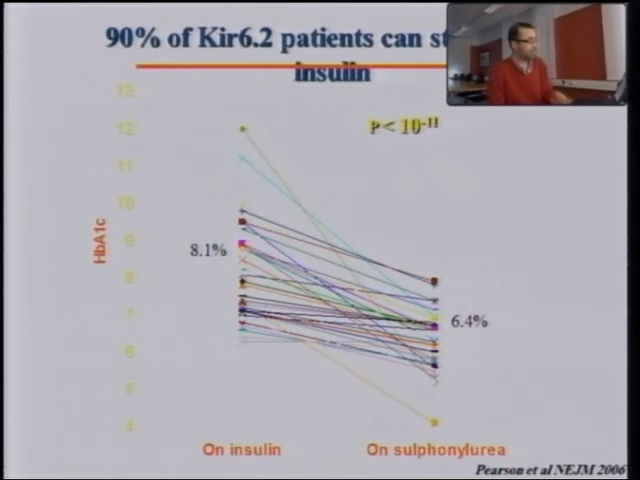 90% of Kir6.2 patients can st
insulin
P < 10-11
13
12
11
10
9
8
7
6
5
4
HbA1c
8.1%
6.4%
On insulin
On sulphonylurea
Pearson et al NEJM 2006